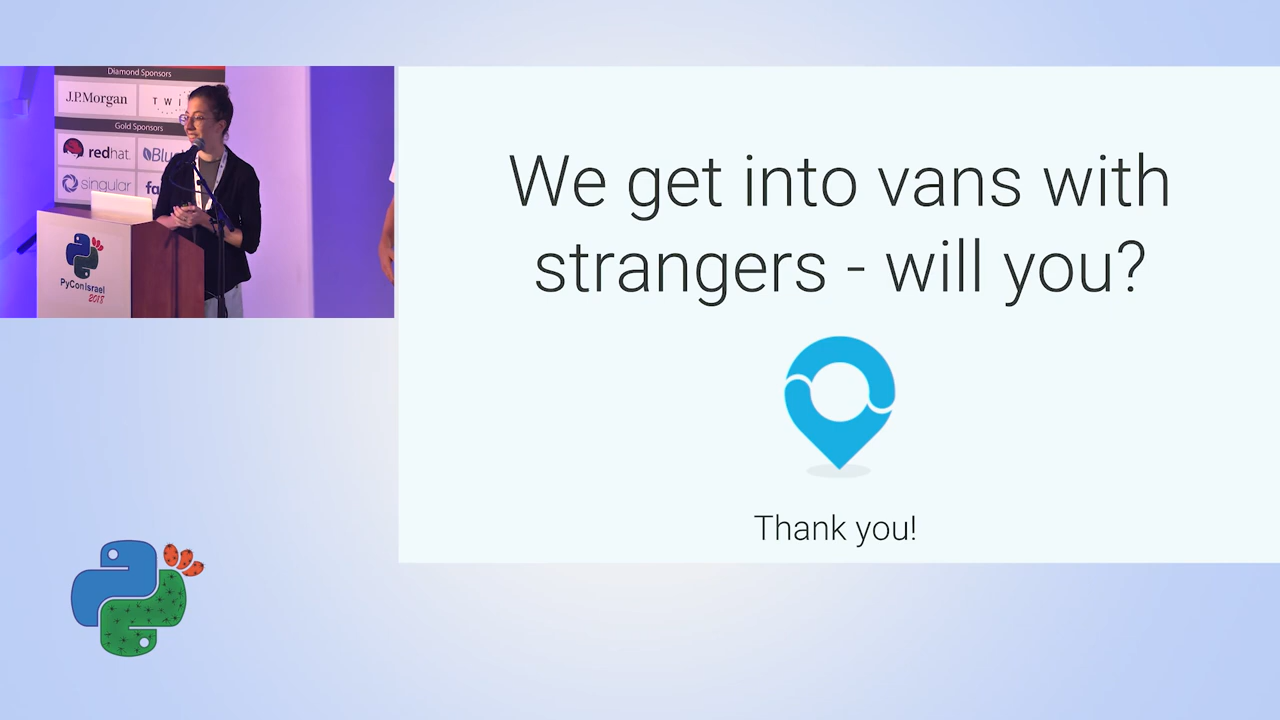 Diamond Sponsors
J.P.Morgan
Gold Sponsors
redhat.
singular
PyConIsrael
2018
We get into vans with
strangers - will you?
Thank you!